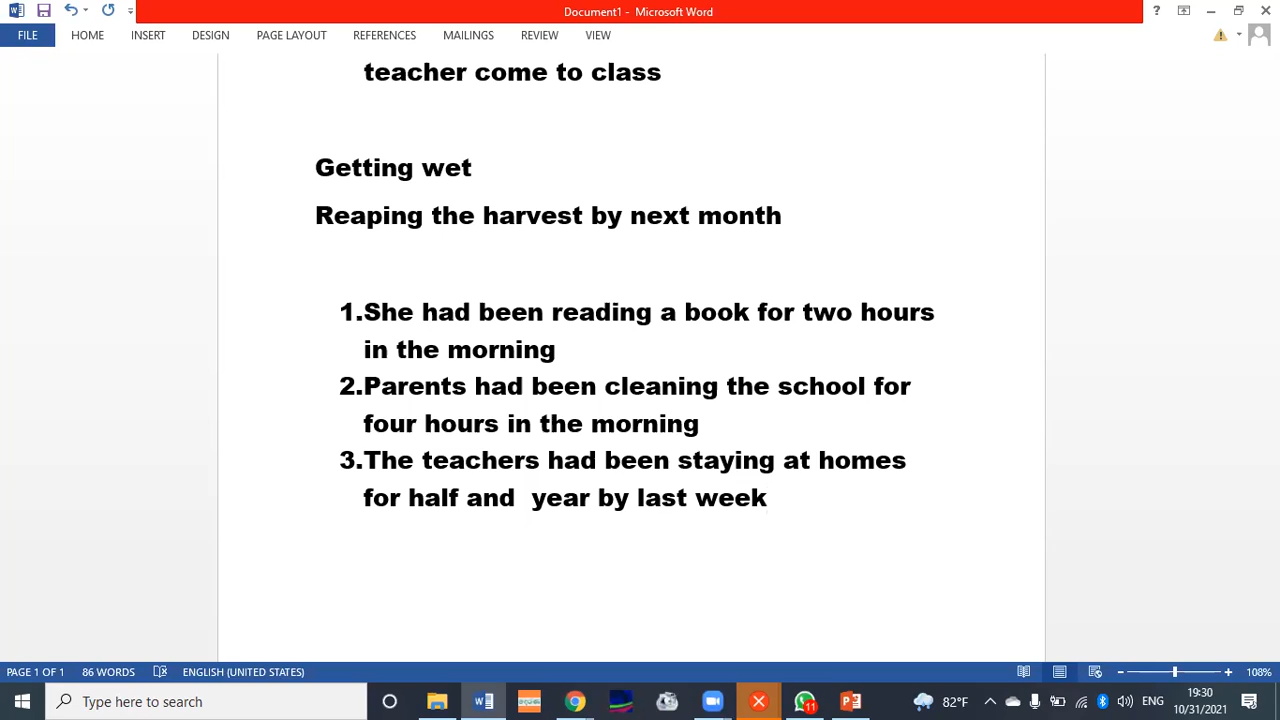 Document1 - Microsoft Word
FILE HOME INSERT DESIGN PAGE LAYOUT REFERENCES MAILINGS REVIEW VIEW
teacher come to class
Getting wet
Reaping the harvest by next month
1.She had been reading a book for two hours
in the morning
2.Parents had been cleaning the school for
four hours in the morning
3.The teachers had been staying at homes
for half and year by last week
PAGE 1 OF 1 86 WORDS ENGLISH (UNITED STATES) 108%
Type here to search 11 82°F ENG 19:30
10/31/2021